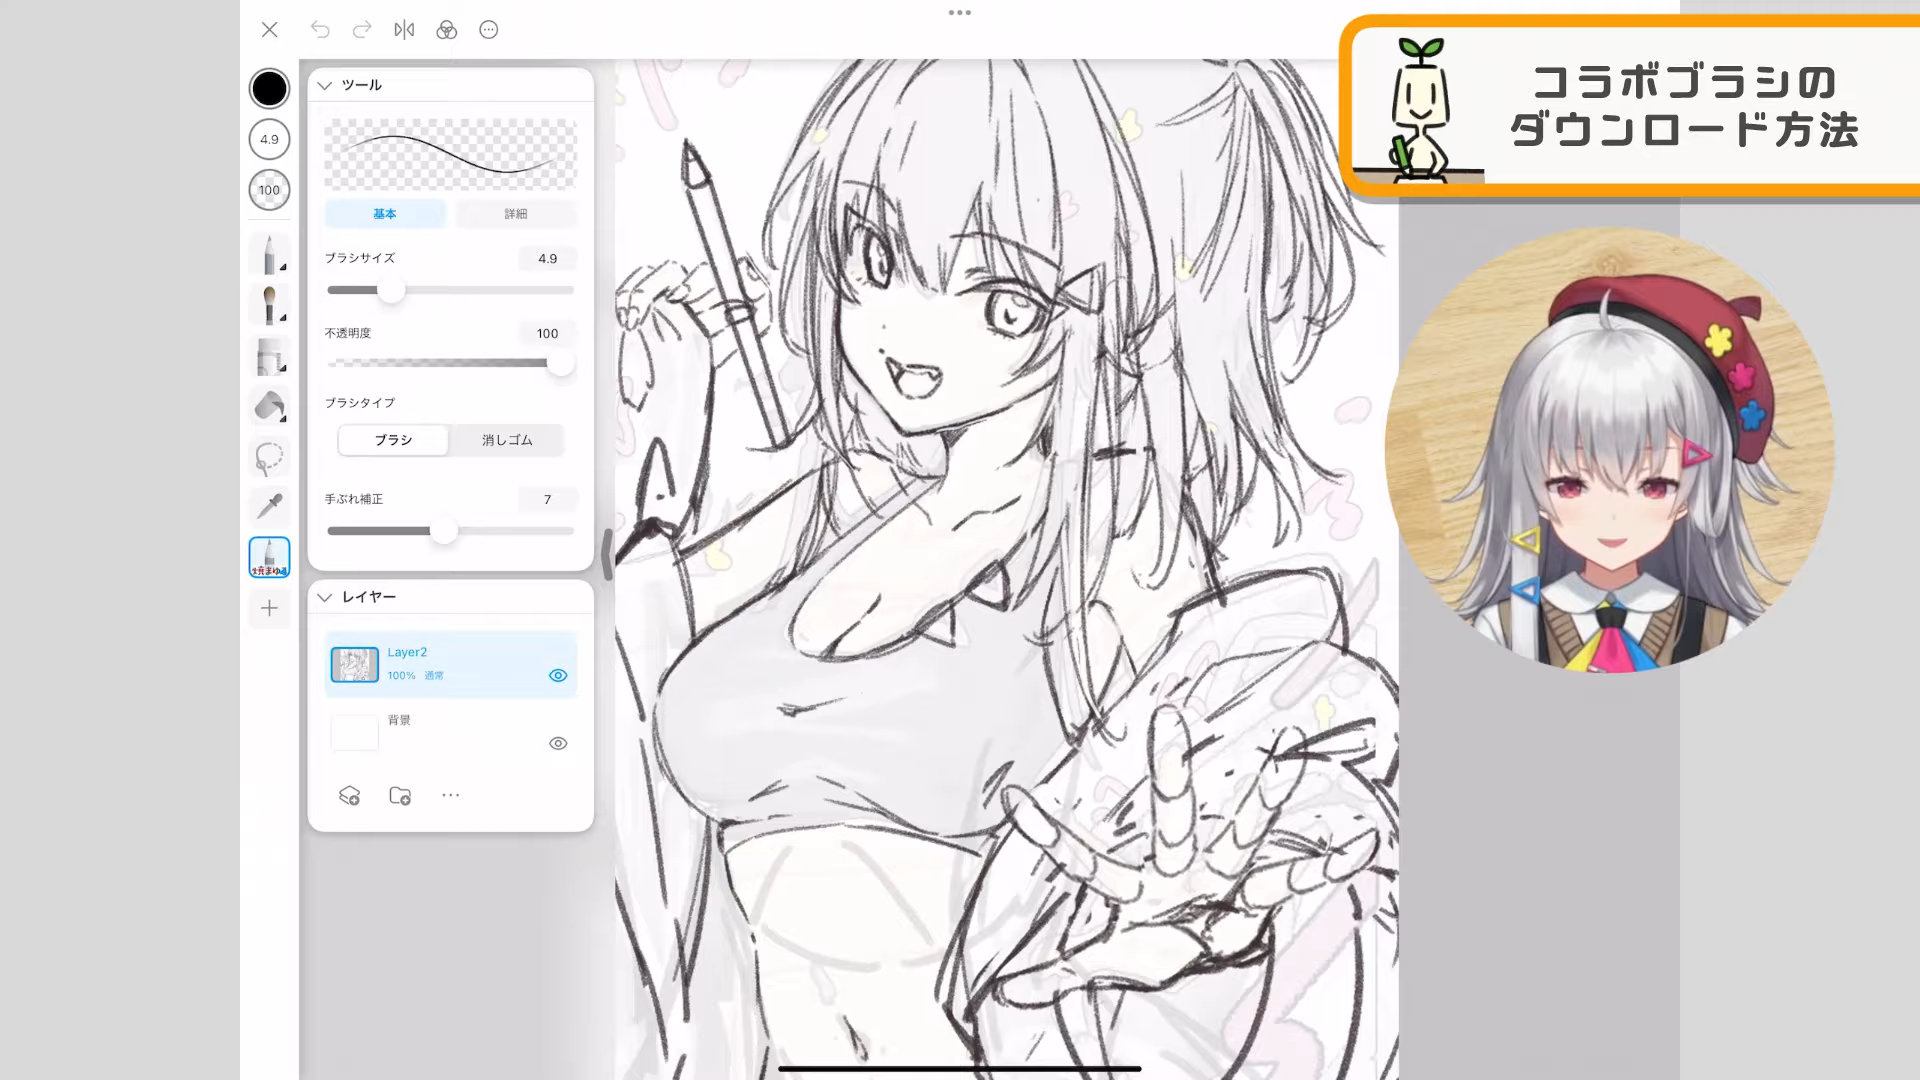 コラボブラシの
ダウンロード方法
4.9
100
ツール
基本
詳細
ブラシサイズ
4.9
不透明度
100
ブラシタイプ
ブラシ
消しゴム
手ぶれ補正
7
レイヤー
Layer2
100% 通常
背景